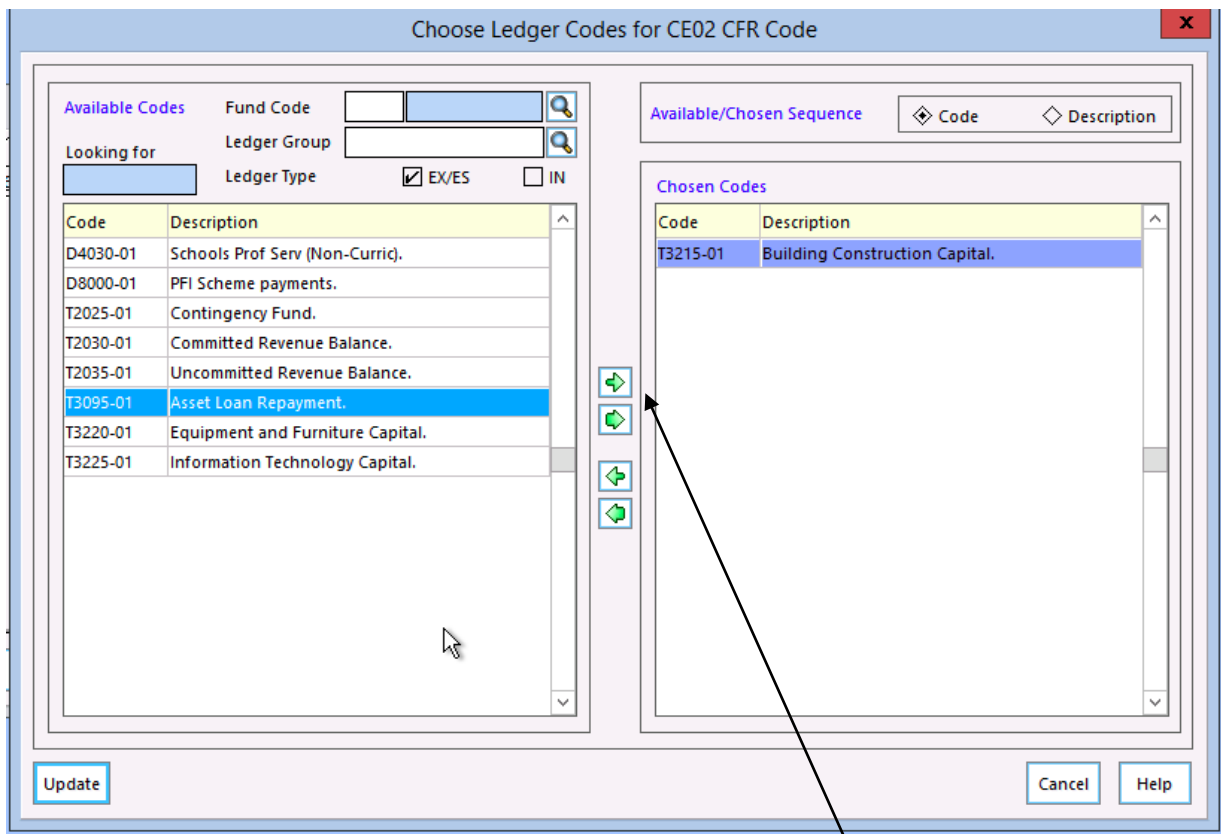 Choose Ledger Codes for CE02 CFR Code
x
Available Codes Fund Code
Ledger Group
Looking for
Ledger Type EX/ES IN
Code Description
D4030-01 Schools Prof Serv (Non-Curric).
D8000-01 PFI Scheme payments.
T2025-01 Contingency Fund.
T2030-01 Committed Revenue Balance.
T2035-01 Uncommitted Revenue Balance.
T3095-01 Asset Loan Repayment.
T3220-01 Equipment and Furniture Capital.
T3225-01 Information Technology Capital.
Available/Chosen Sequence Code Description
Chosen Codes
Code Description
T3215-01 Building Construction Capital.
Update
Cancel Help